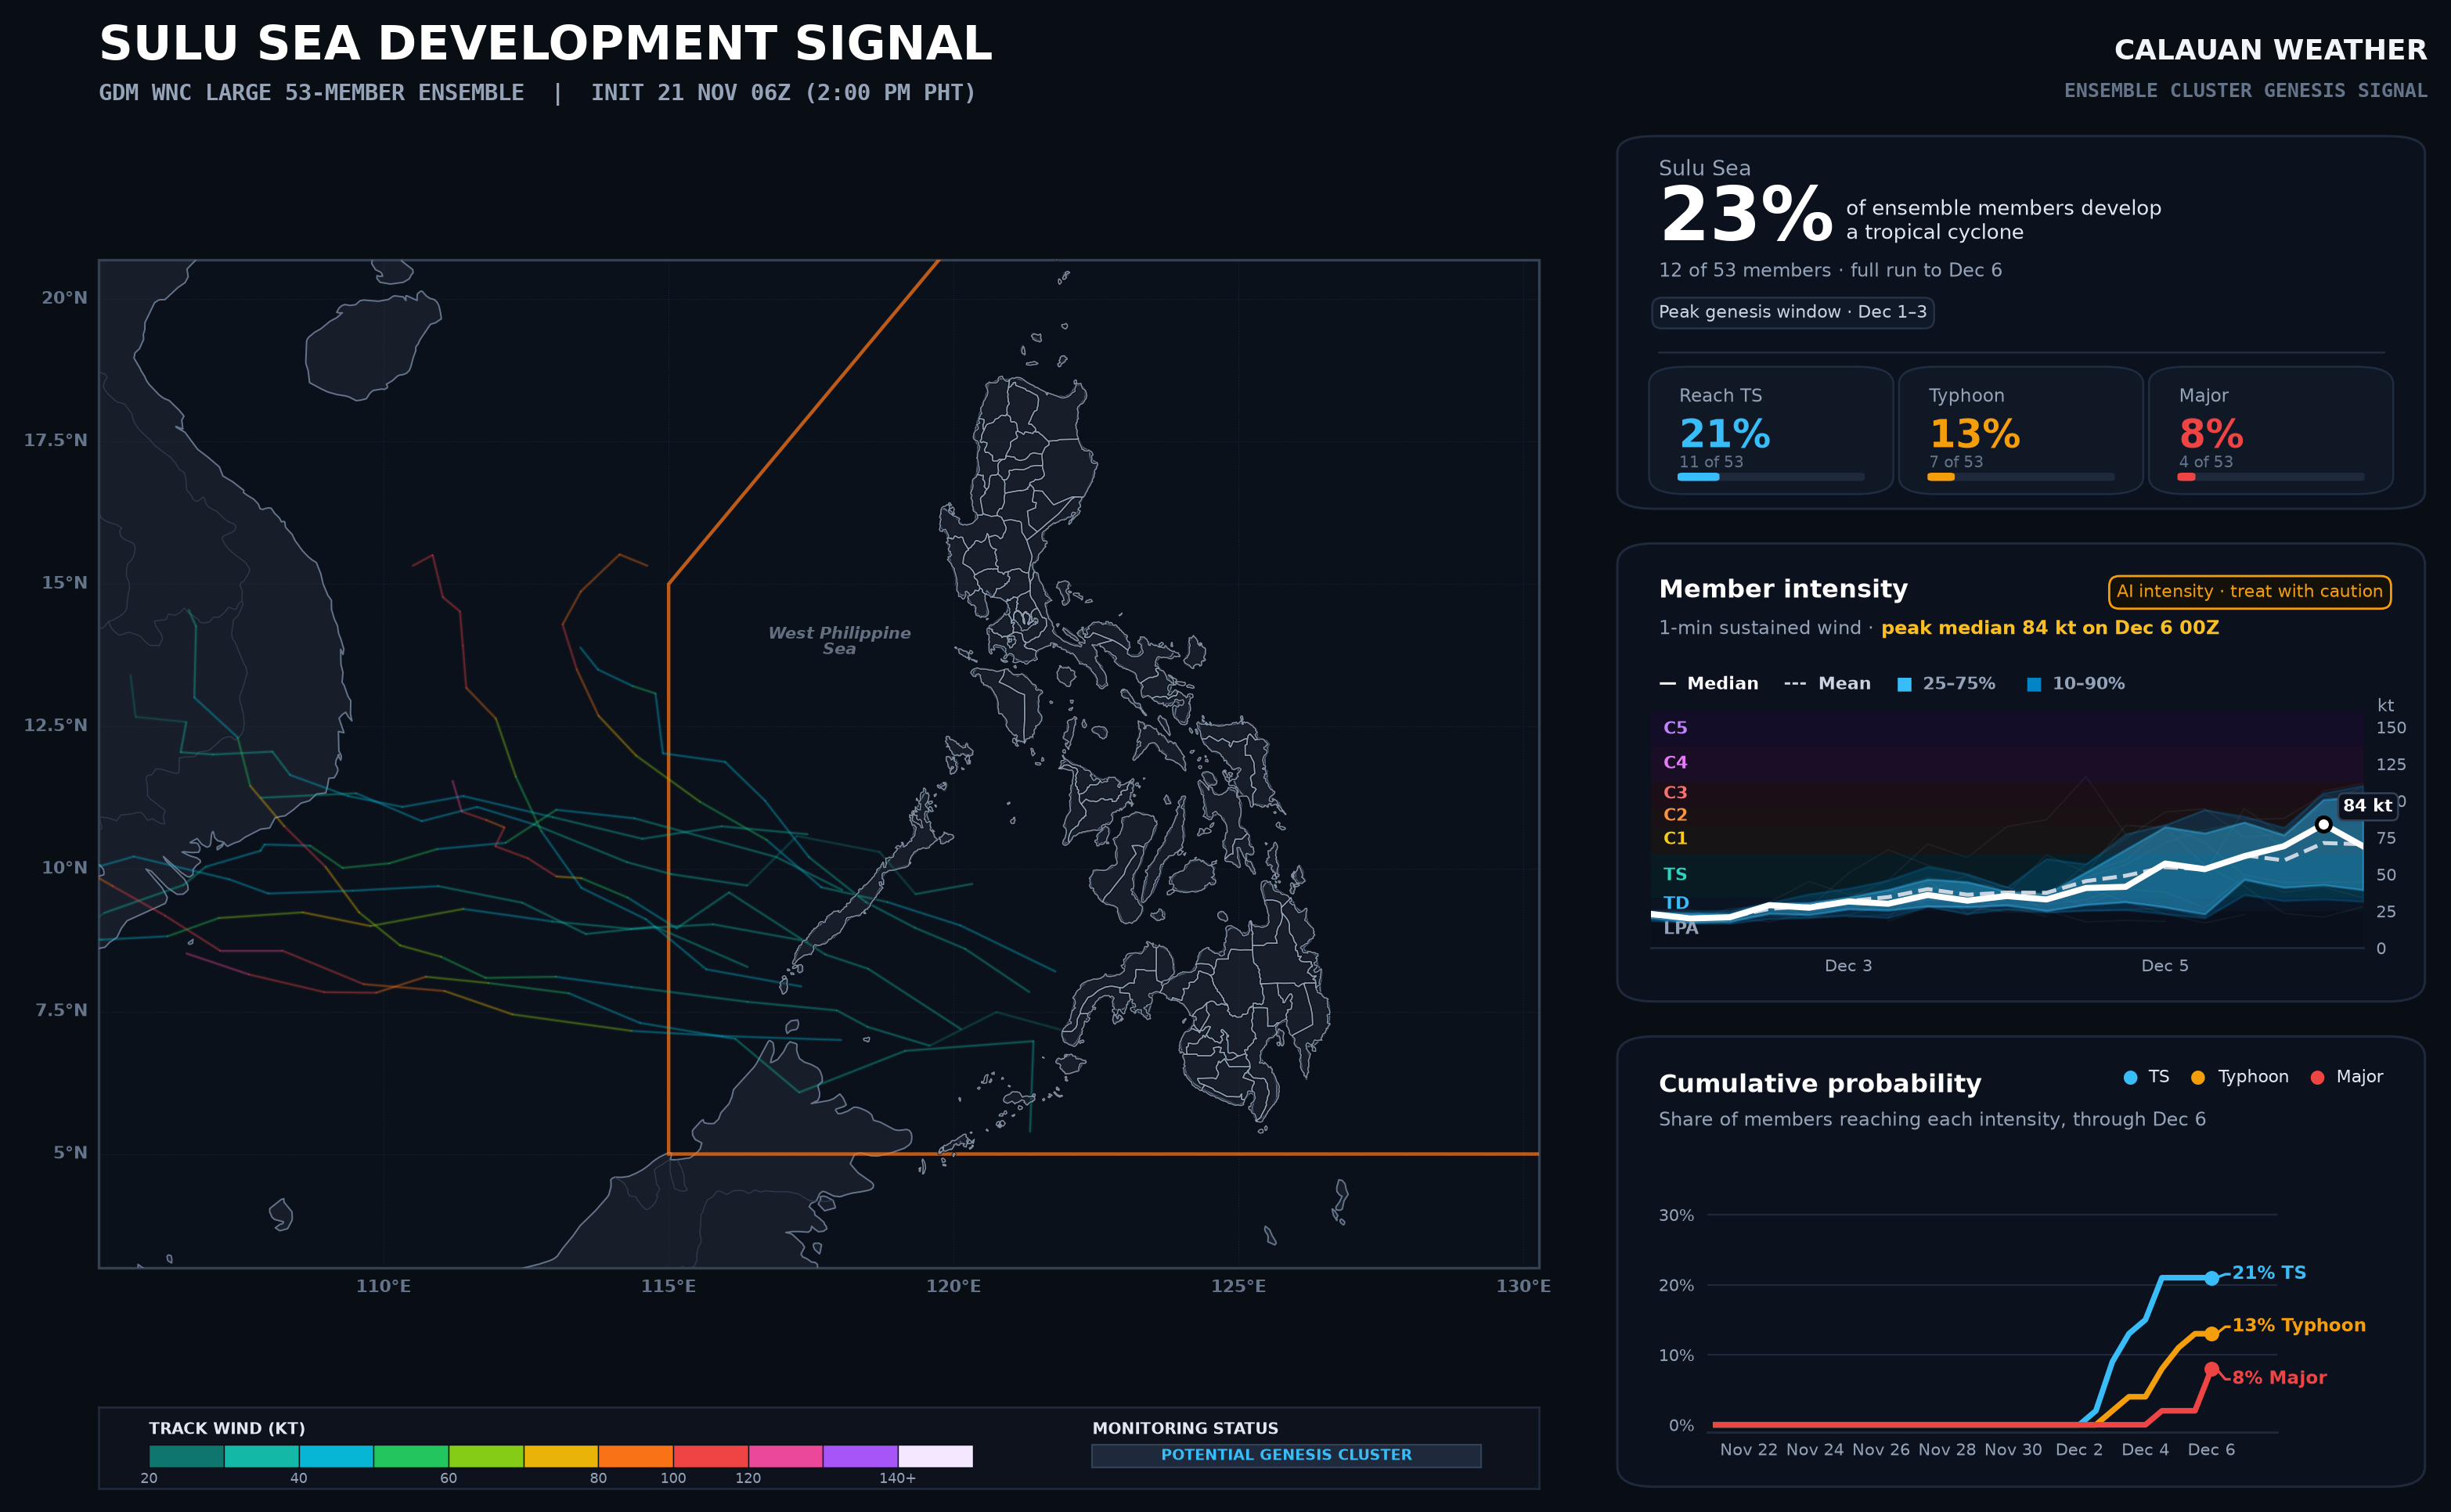 SULU SEA DEVELOPMENT SIGNAL
GDM WNC LARGE 53-MEMBER ENSEMBLE | INIT 21 NOV 06Z (2:00 PM PHT)
CALAUAN WEATHER
ENSEMBLE CLUSTER GENESIS SIGNAL
20°N
17.5°N
15°N
12.5°N
10°N
7.5°N
5°N
West Philippine
Sea
110°E
115°E
120°E
125°E
130°E
TRACK WIND (KT)
20
40
60
80
100
120
140+
MONITORING STATUS
POTENTIAL GENESIS CLUSTER
Sulu Sea
23% of ensemble members develop
a tropical cyclone
12 of 53 members · full run to Dec 6
Peak genesis window · Dec 1–3
Reach TS
21%
11 of 53
Typhoon
13%
7 of 53
Major
8%
4 of 53
Member intensity
AI intensity · treat with caution
1-min sustained wind · peak median 84 kt on Dec 6 00Z
Median
Mean
25–75%
10–90%
kt
C5
C4
C3
C2
C1
TS
TD
LPA
150
125
84 kt
75
50
25
0
Dec 3
Dec 5
Cumulative probability
TS
Typhoon
Major
Share of members reaching each intensity, through Dec 6
30%
20%
10%
0%
21% TS
13% Typhoon
8% Major
Nov 22
Nov 24
Nov 26
Nov 28
Nov 30
Dec 2
Dec 4
Dec 6